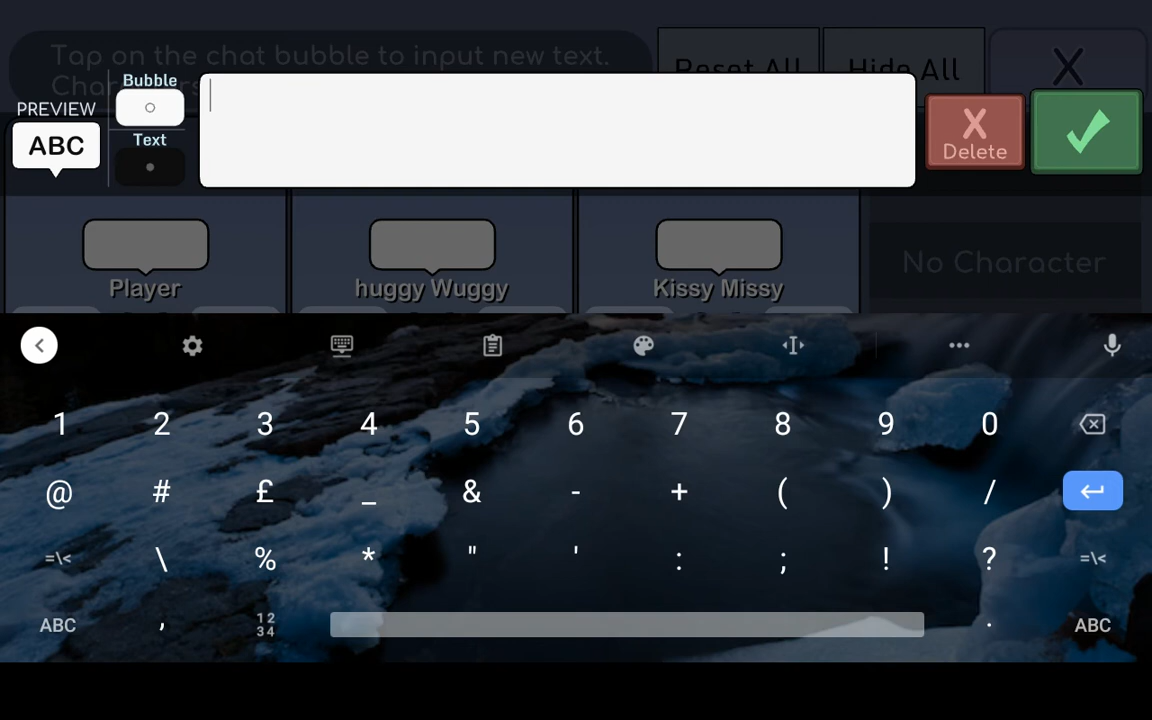 Tap on the chat bubble to input new text.
Reset All
Hide All
X
Bubble
PREVIEW
ABC
Text
X
Delete
Player
huggy Wuggy
Kissy Missy
No Character
1 2 3 4 5 6 7 8 9 0
@ # £ _ & - + ( ) /
=\< \ % * " ' : ; ! ? =\<
ABC , 12 34 . ABC